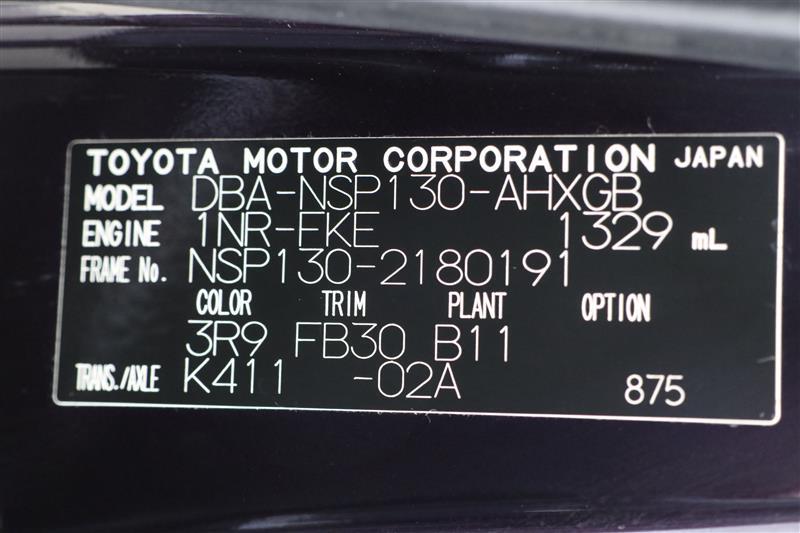 TOYOTA MOTOR CORPORATION JAPAN
MODEL DBA-NSP130-AHXGB
ENGINE 1NR-FKE 1329 mL
FRAME No. NSP130-2180191
COLOR TRIM PLANT OPTION
3R9 FB30 B11
TRANS./AXLE K411 -02A 875